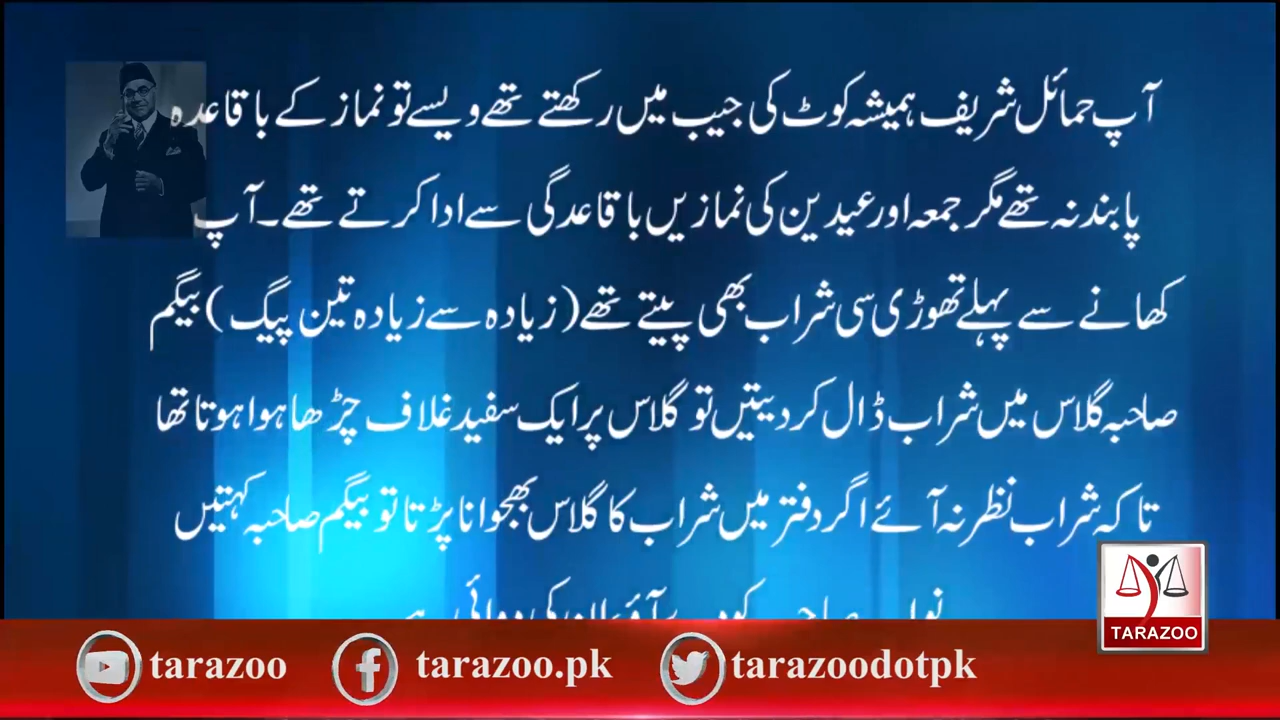 آپ حمائل شریف ہمیشہ کوٹ کی جیب میں رکھتے تھے ویسے تو نماز کے باقاعدہ
پابند نہ تھے مگر جمعہ اور عیدین کی نمازیں باقاعدگی سے ادا کرتے تھے۔ آپ
کھانے سے پہلے تھوڑی سی شراب بھی پیتے تھے (زیادہ سے زیادہ تین پیگ) بیگم
صاحبہ گلاس میں شراب ڈال کر دیتیں تو گلاس پر ایک سفید غلاف چڑھا ہوا ہوتا تھا
تاکہ شراب نظر نہ آئے اگر دفتر میں شراب کا گلاس بھجوانا پڑتا تو بیگم صاحبہ کہتیں
TARAZOO
tarazoo
tarazoo.pk
tarazoodotpk